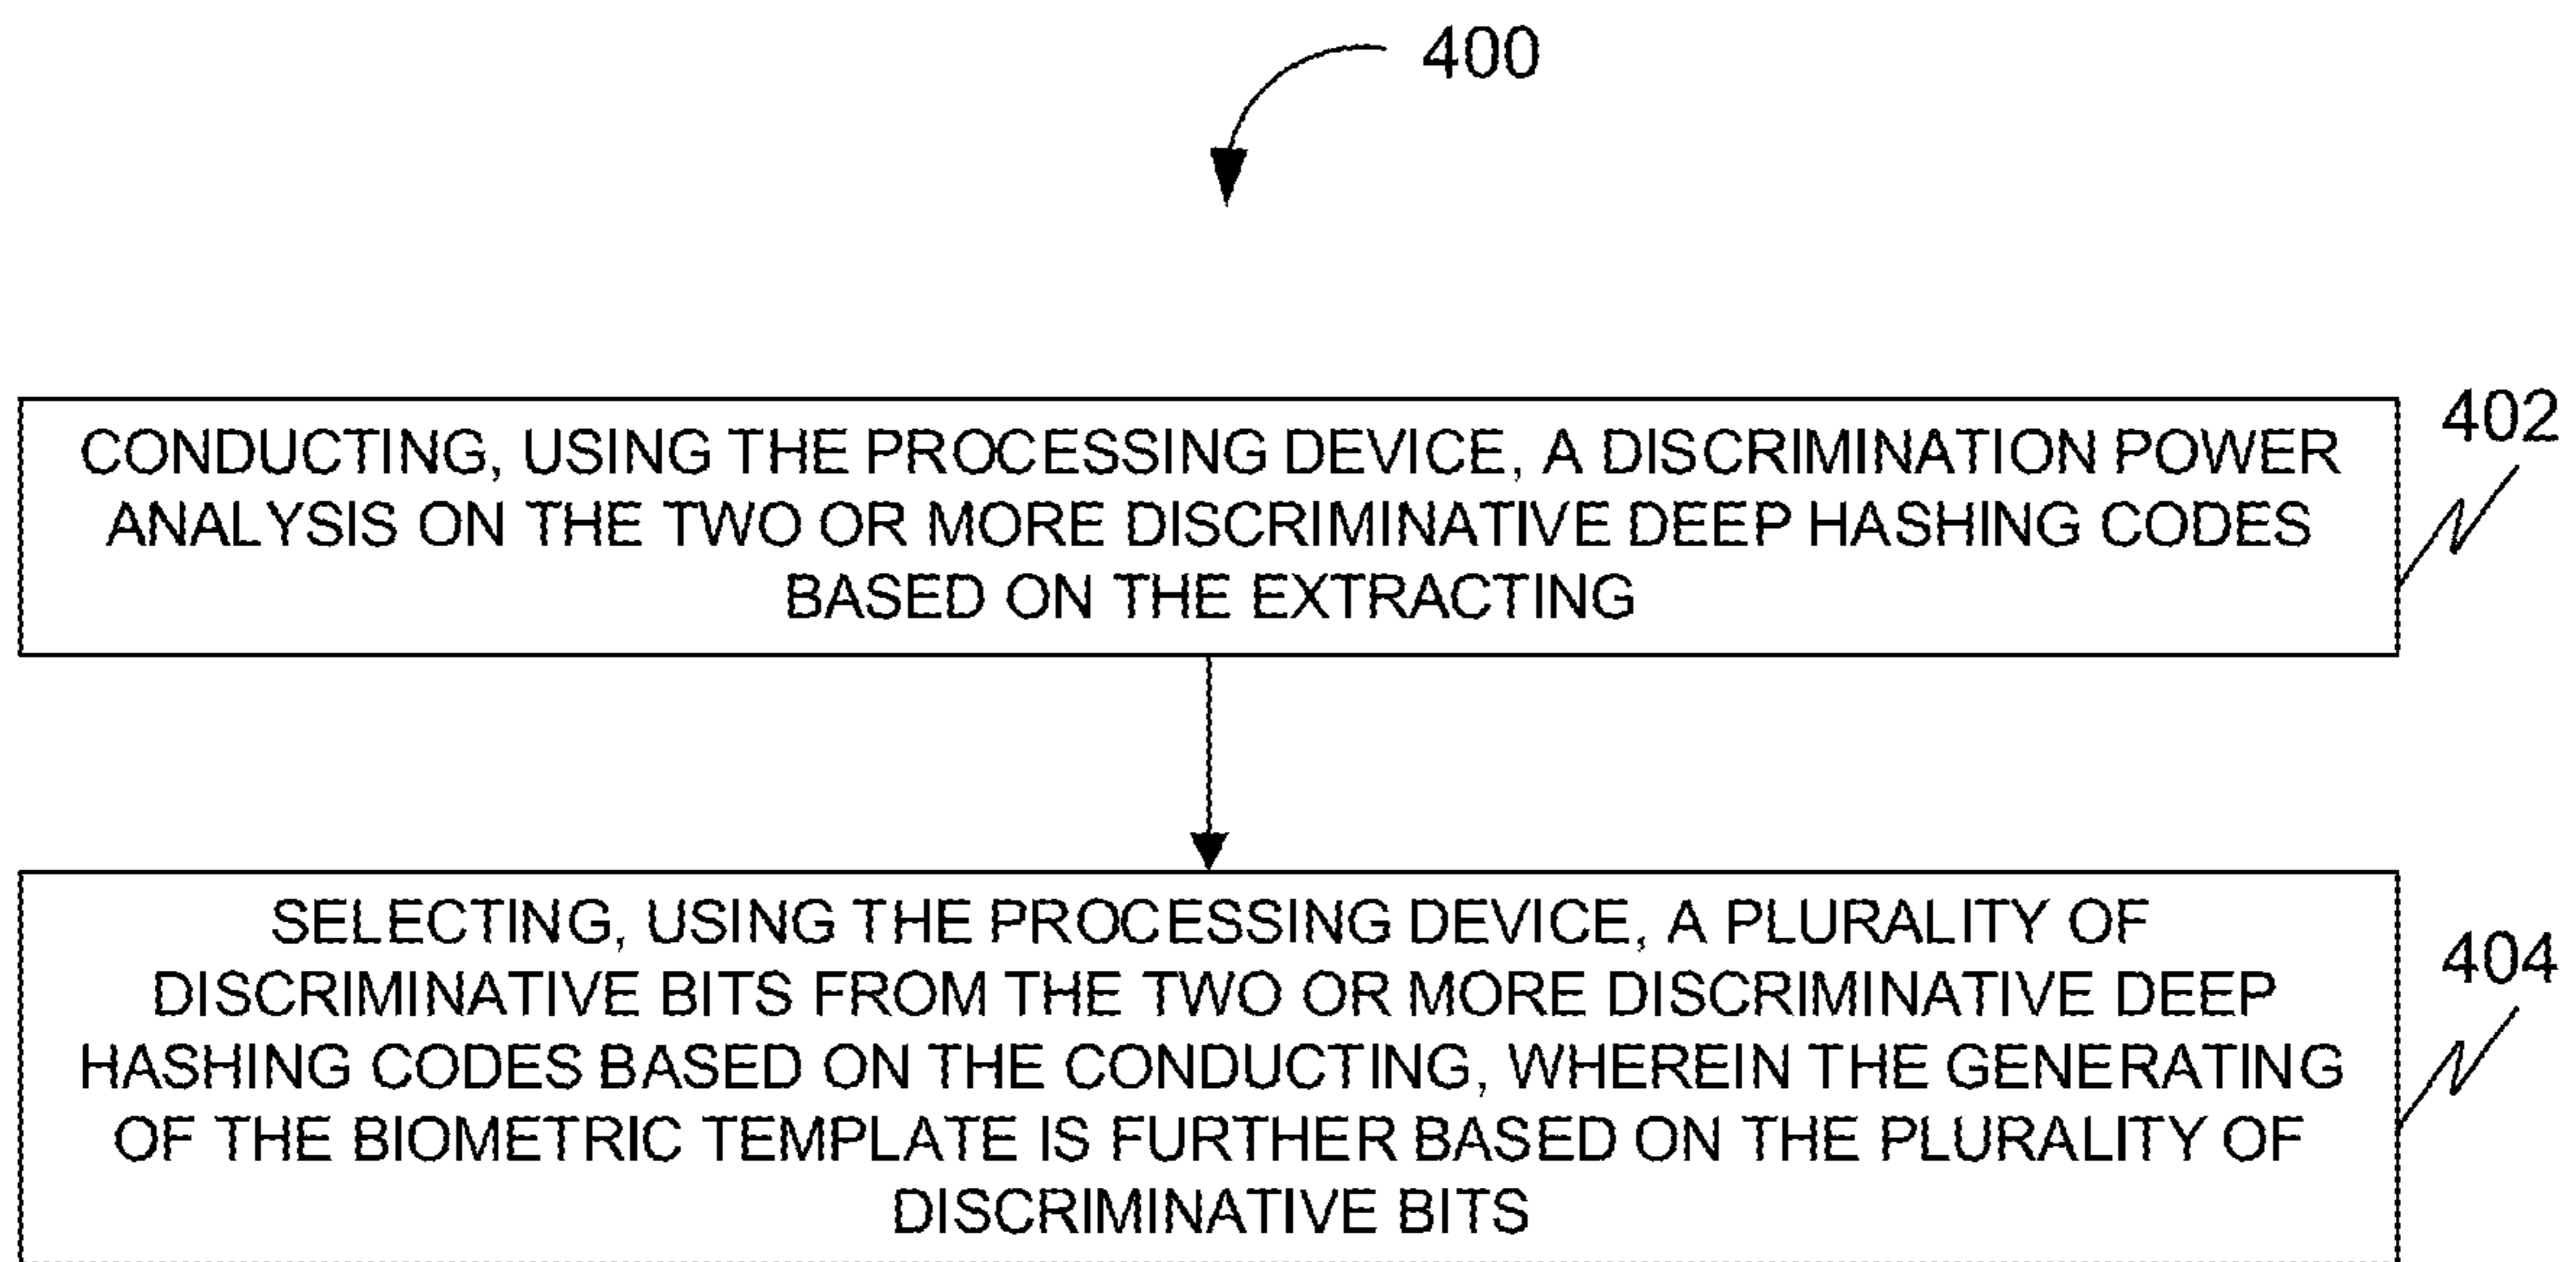 400
CONDUCTING, USING THE PROCESSING DEVICE, A DISCRIMINATION POWER
ANALYSIS ON THE TWO OR MORE DISCRIMINATIVE DEEP HASHING CODES
BASED ON THE EXTRACTING
402
SELECTING, USING THE PROCESSING DEVICE, A PLURALITY OF
DISCRIMINATIVE BITS FROM THE TWO OR MORE DISCRIMINATIVE DEEP
HASHING CODES BASED ON THE CONDUCTING, WHEREIN THE GENERATING
OF THE BIOMETRIC TEMPLATE IS FURTHER BASED ON THE PLURALITY OF
DISCRIMINATIVE BITS
404